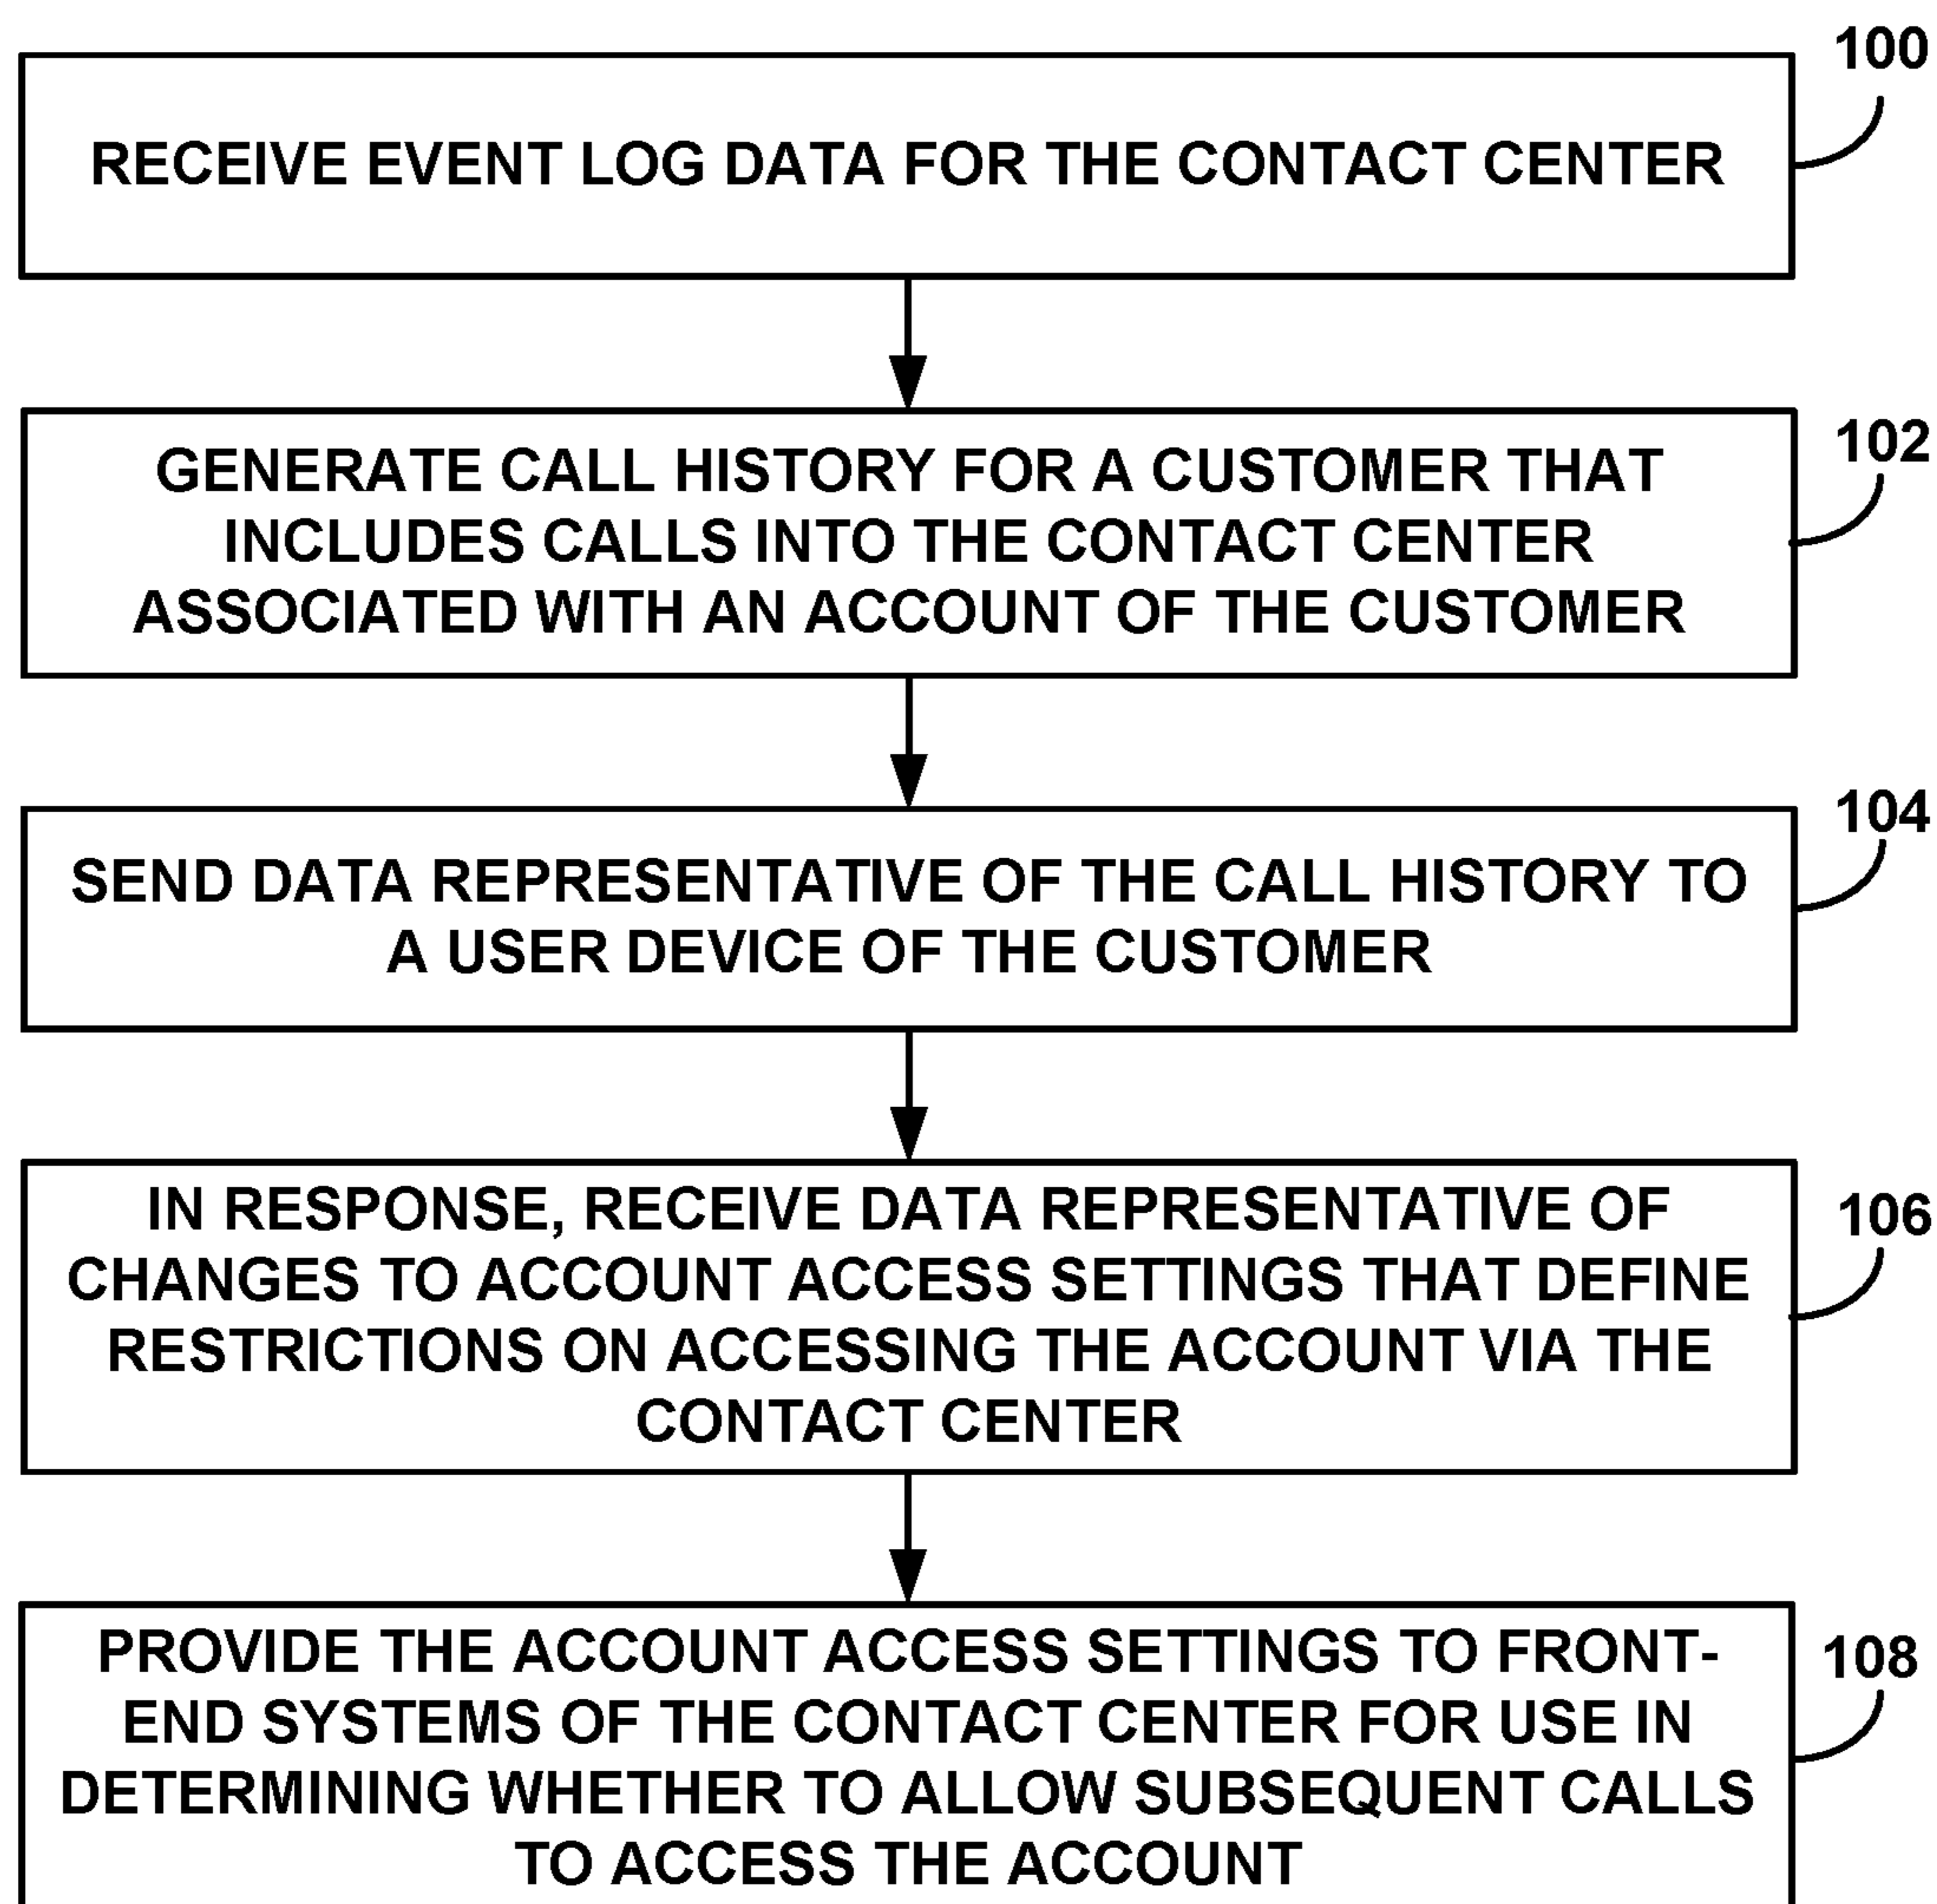 100
RECEIVE EVENT LOG DATA FOR THE CONTACT CENTER
102
GENERATE CALL HISTORY FOR A CUSTOMER THAT
INCLUDES CALLS INTO THE CONTACT CENTER
ASSOCIATED WITH AN ACCOUNT OF THE CUSTOMER
104
SEND DATA REPRESENTATIVE OF THE CALL HISTORY TO
A USER DEVICE OF THE CUSTOMER
106
IN RESPONSE, RECEIVE DATA REPRESENTATIVE OF
CHANGES TO ACCOUNT ACCESS SETTINGS THAT DEFINE
RESTRICTIONS ON ACCESSING THE ACCOUNT VIA THE
CONTACT CENTER
108
PROVIDE THE ACCOUNT ACCESS SETTINGS TO FRONT-
END SYSTEMS OF THE CONTACT CENTER FOR USE IN
DETERMINING WHETHER TO ALLOW SUBSEQUENT CALLS
TO ACCESS THE ACCOUNT